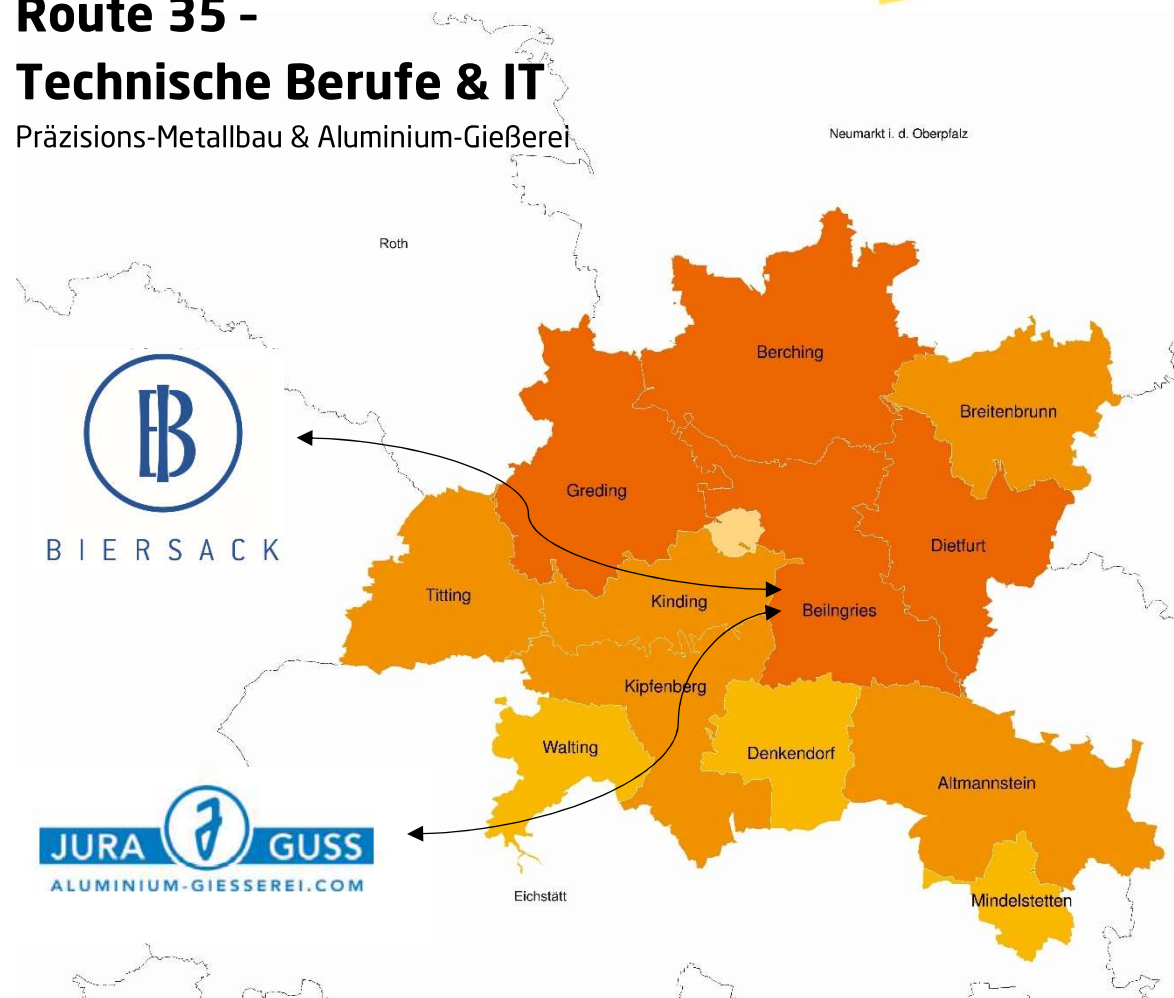 Route 35 –
Technische Berufe & IT
Präzisions-Metallbau & Aluminium-Gießerei
Neumarkt i. d. Oberpfalz
Roth
Berching
Breitenbrunn
BIERSACK
Greding
Dietfurt
Titting
Kinding
Beilngries
Kipfenberg
Walting
Denkendorf
Altmannstein
JURA GUSS
ALUMINIUM-GIESSEREI.COM
Eichstätt
Mindelstetten